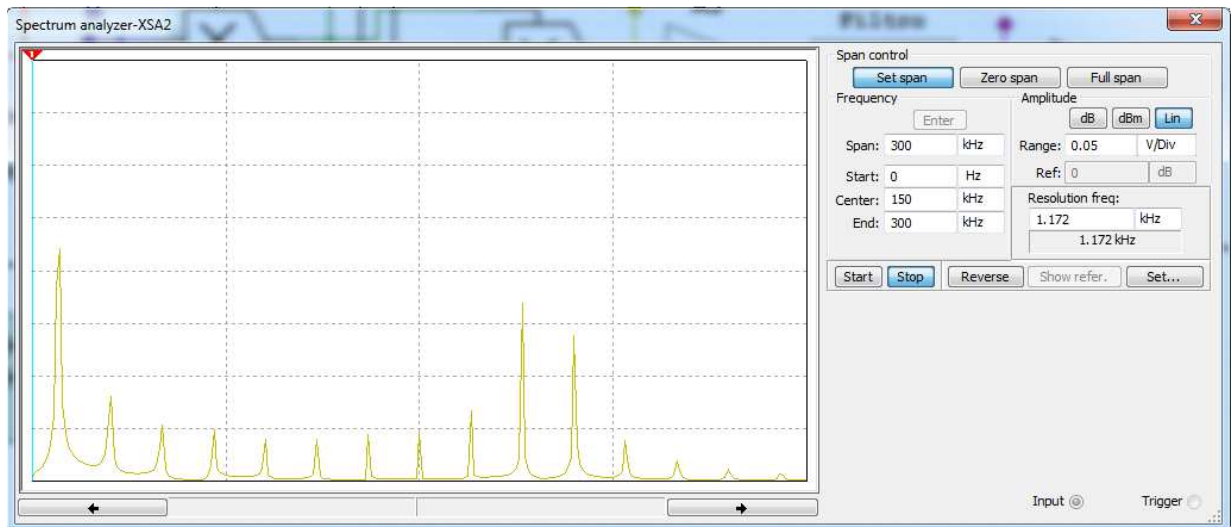 Spectrum analyzer-XSA2
Filtro
1
Span control
Set span Zero span Full span
Frequency
Enter
Span: 300 kHz
Start: 0 Hz
Center: 150 kHz
End: 300 kHz
Amplitude
dB dBm Lin
Range: 0.05 V/Div
Ref: 0 dB
Resolution freq:
1.172 kHz
1.172 kHz
Start Stop Reverse Show refer. Set...
Input Trigger